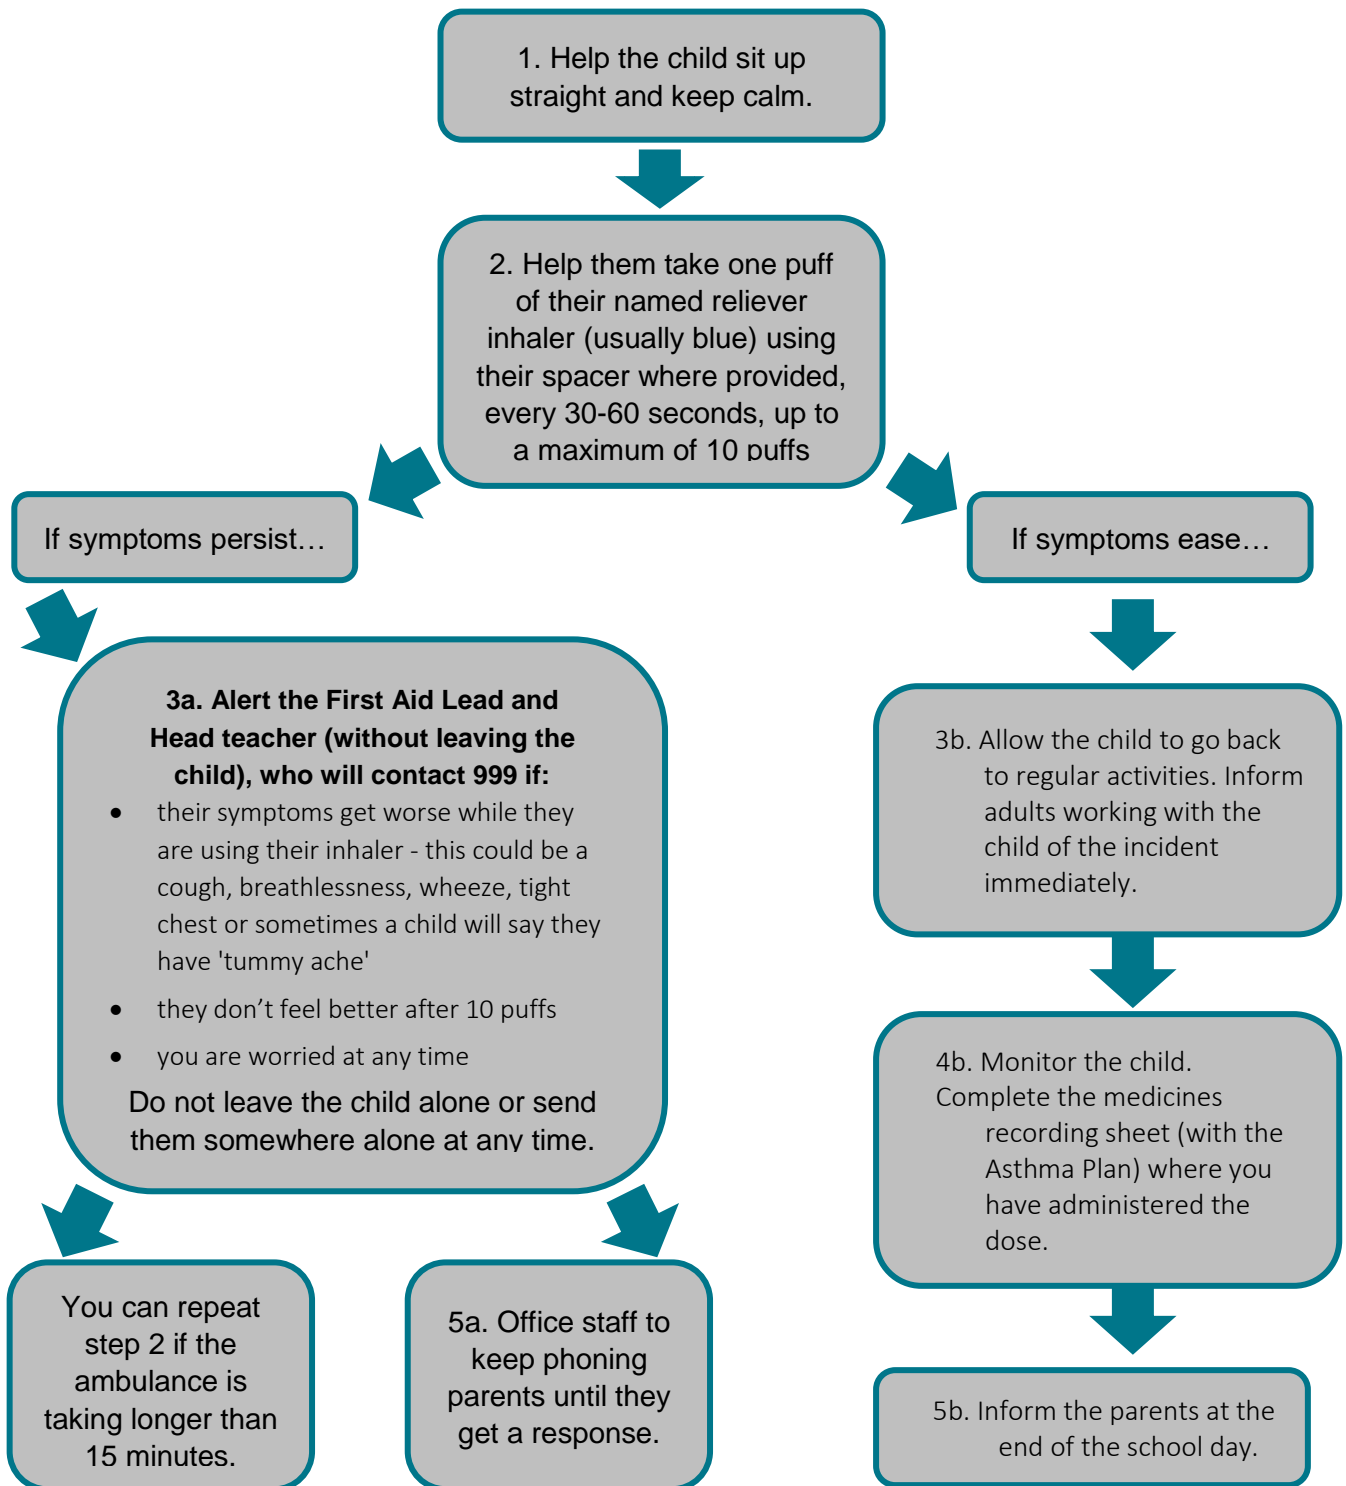 1. Help the child sit up
straight and keep calm.
2. Help them take one puff
of their named reliever
inhaler (usually blue) using
their spacer where provided,
every 30-60 seconds, up to
a maximum of 10 puffs
If symptoms persist…
If symptoms ease…
3a. Alert the First Aid Lead and
Head teacher (without leaving the
child), who will contact 999 if:
• their symptoms get worse while they
are using their inhaler - this could be a
cough, breathlessness, wheeze, tight
chest or sometimes a child will say they
have 'tummy ache'
• they don’t feel better after 10 puffs
• you are worried at any time
Do not leave the child alone or send
them somewhere alone at any time.
You can repeat
step 2 if the
ambulance is
taking longer than
15 minutes.
5a. Office staff to
keep phoning
parents until they
get a response.
3b. Allow the child to go back
to regular activities. Inform
adults working with the
child of the incident
immediately.
4b. Monitor the child.
Complete the medicines
recording sheet (with the
Asthma Plan) where you
have administered the
dose.
5b. Inform the parents at the
end of the school day.